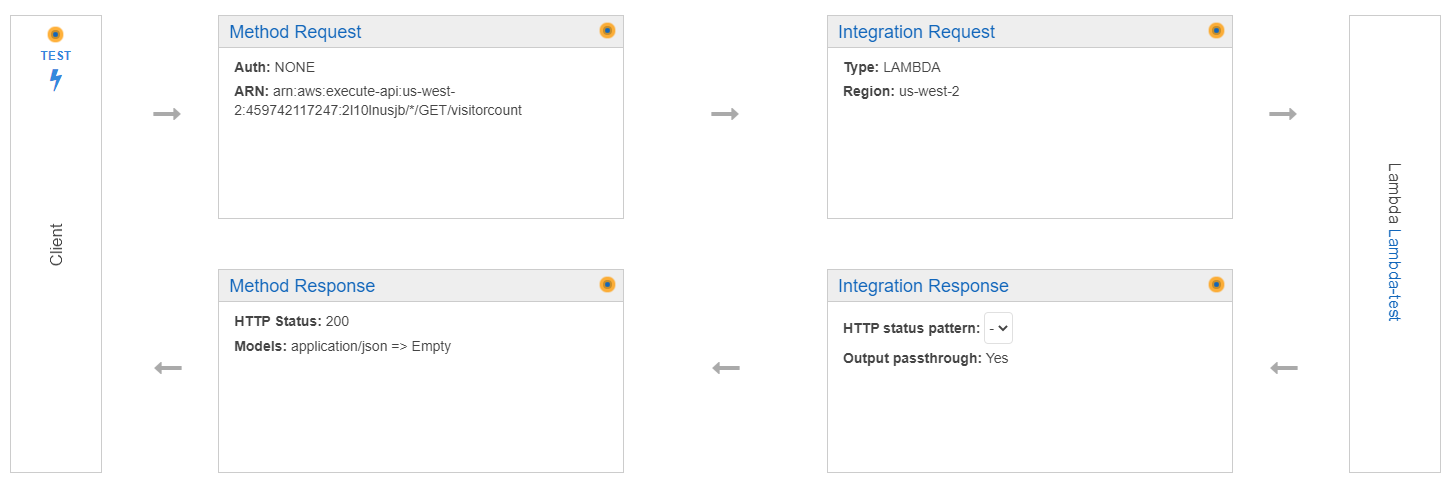 TEST
Client
Method Request
Auth: NONE
ARN: arn:aws:execute-api:us-west-
2:459742117247:2l10lnusjb/*/GET/visitorcount
Integration Request
Type: LAMBDA
Region: us-west-2
Lambda Lambda-test
Method Response
HTTP Status: 200
Models: application/json => Empty
Integration Response
HTTP status pattern: -
Output passthrough: Yes